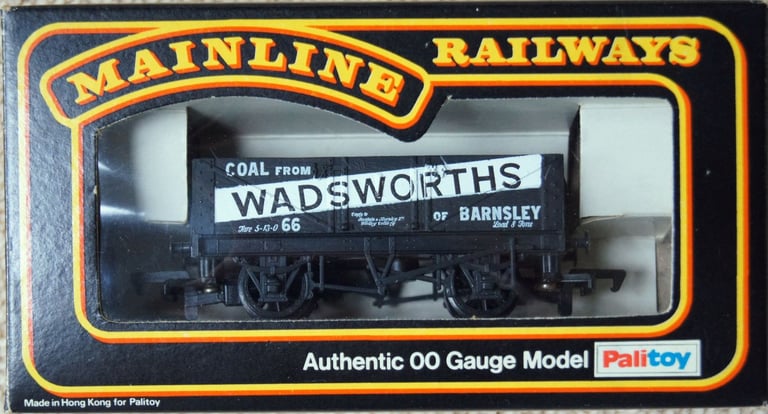 MAINLINE RAILWAYS
COAL FROM
WADSWORTHS
OF BARNSLEY
Tare 5-13-0 66
Load 8 Tons
Authentic 00 Gauge Model Palitoy
Made in Hong Kong for Palitoy